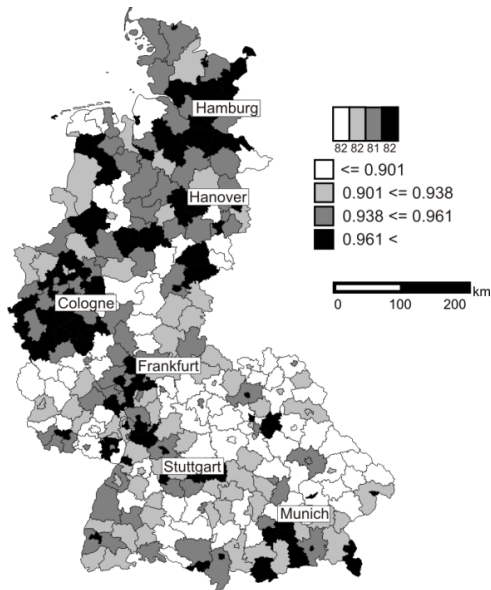 Hamburg
82 82 81 82
<= 0.901
0.901 <= 0.938
0.938 <= 0.961
0.961 <
Hanover
km
0 100 200
Cologne
Frankfurt
Stuttgart
Munich